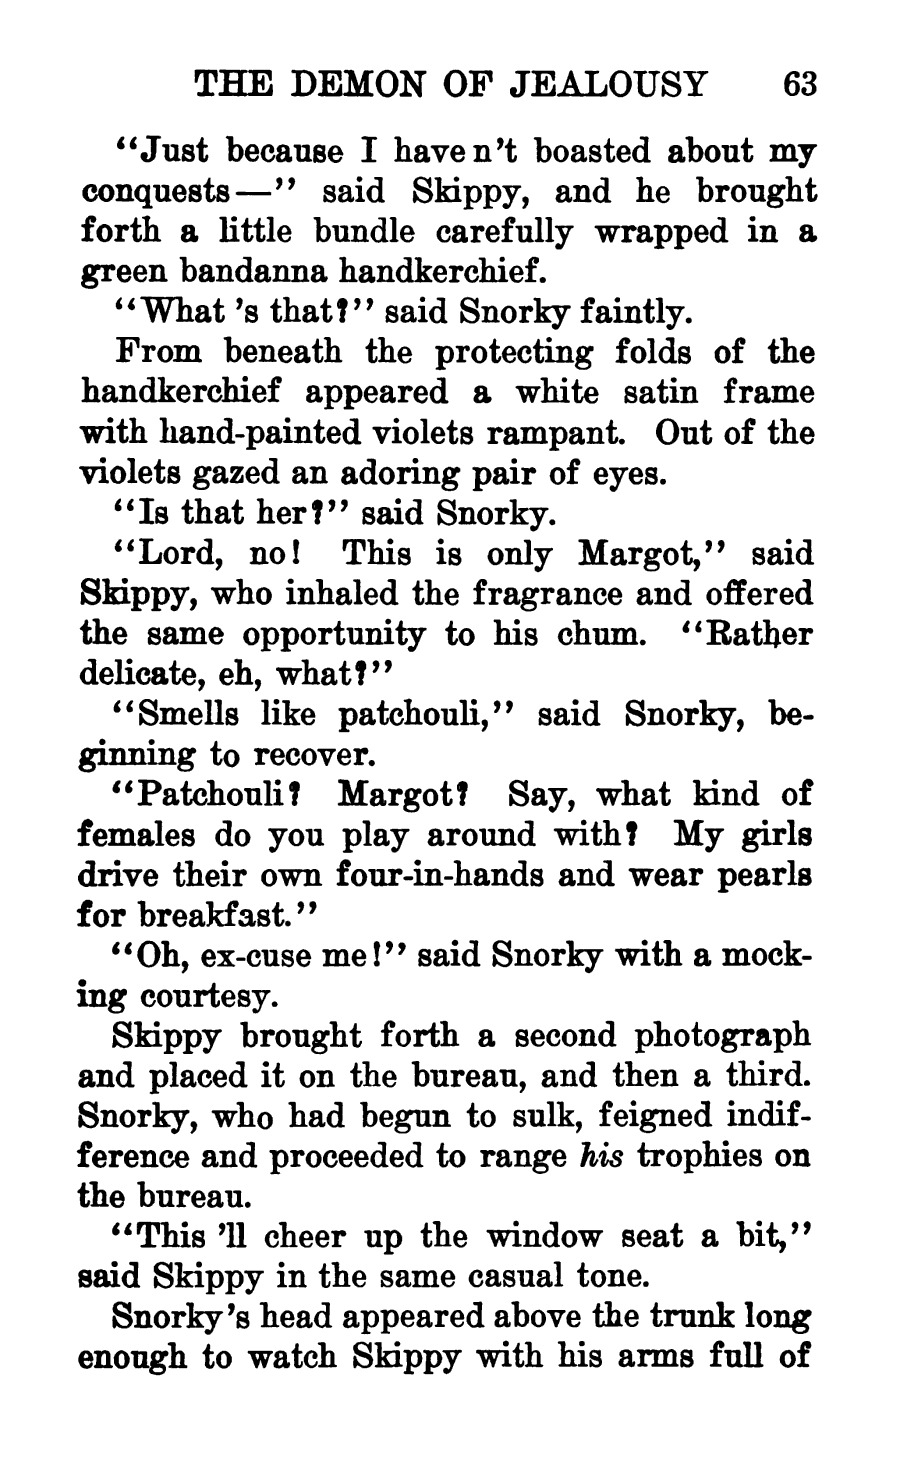 THE DEMON OF JEALOUSY 63
“Just because I haven’t boasted about my
conquests—” said Skippy, and he brought
forth a little bundle carefully wrapped in a
green bandanna handkerchief.
“What ’s that?” said Snorky faintly.
From beneath the protecting folds of the
handkerchief appeared a white satin frame
with hand-painted violets rampant. Out of the
violets gazed an adoring pair of eyes.
“Is that her?” said Snorky.
“Lord, no! This is only Margot,” said
Skippy, who inhaled the fragrance and offered
the same opportunity to his chum. “Rather
delicate, eh, what?”
“Smells like patchouli,” said Snorky, be-
ginning to recover.
“Patchouli? Margot? Say, what kind of
females do you play around with? My girls
drive their own four-in-hands and wear pearls
for breakfast.”
“Oh, ex-cuse me!” said Snorky with a mock-
ing courtesy.
Skippy brought forth a second photograph
and placed it on the bureau, and then a third.
Snorky, who had begun to sulk, feigned indif-
ference and proceeded to range his trophies on
the bureau.
“This ’ll cheer up the window seat a bit,”
said Skippy in the same casual tone.
Snorky’s head appeared above the trunk long
enough to watch Skippy with his arms full of